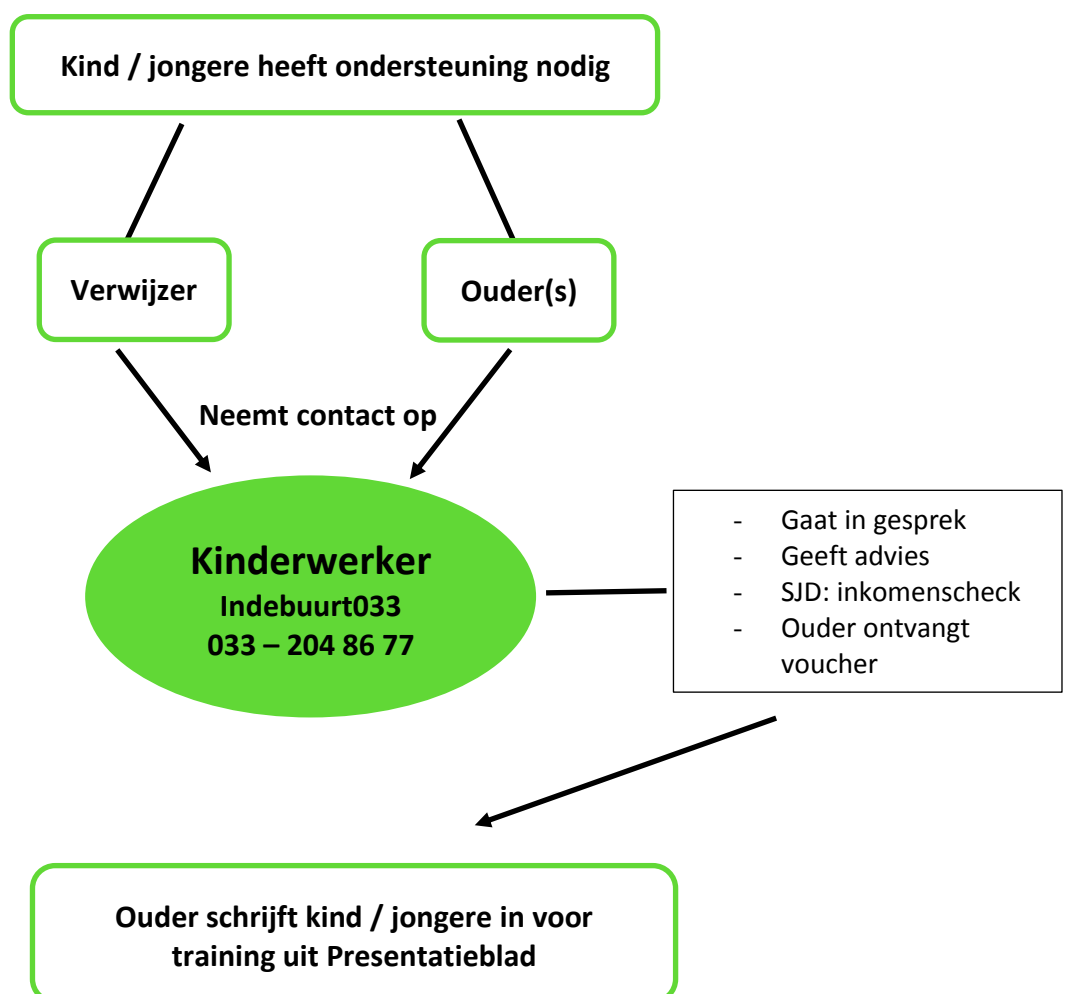 Kind / jongere heeft ondersteuning nodig
Verwijzer
Ouder(s)
Neemt contact op
Kinderwerker
Indebuurt033
033 – 204 86 77
- Gaat in gesprek
- Geeft advies
- SJD: inkomenscheck
- Ouder ontvangt
voucher
Ouder schrijft kind / jongere in voor
training uit Presentatieblad